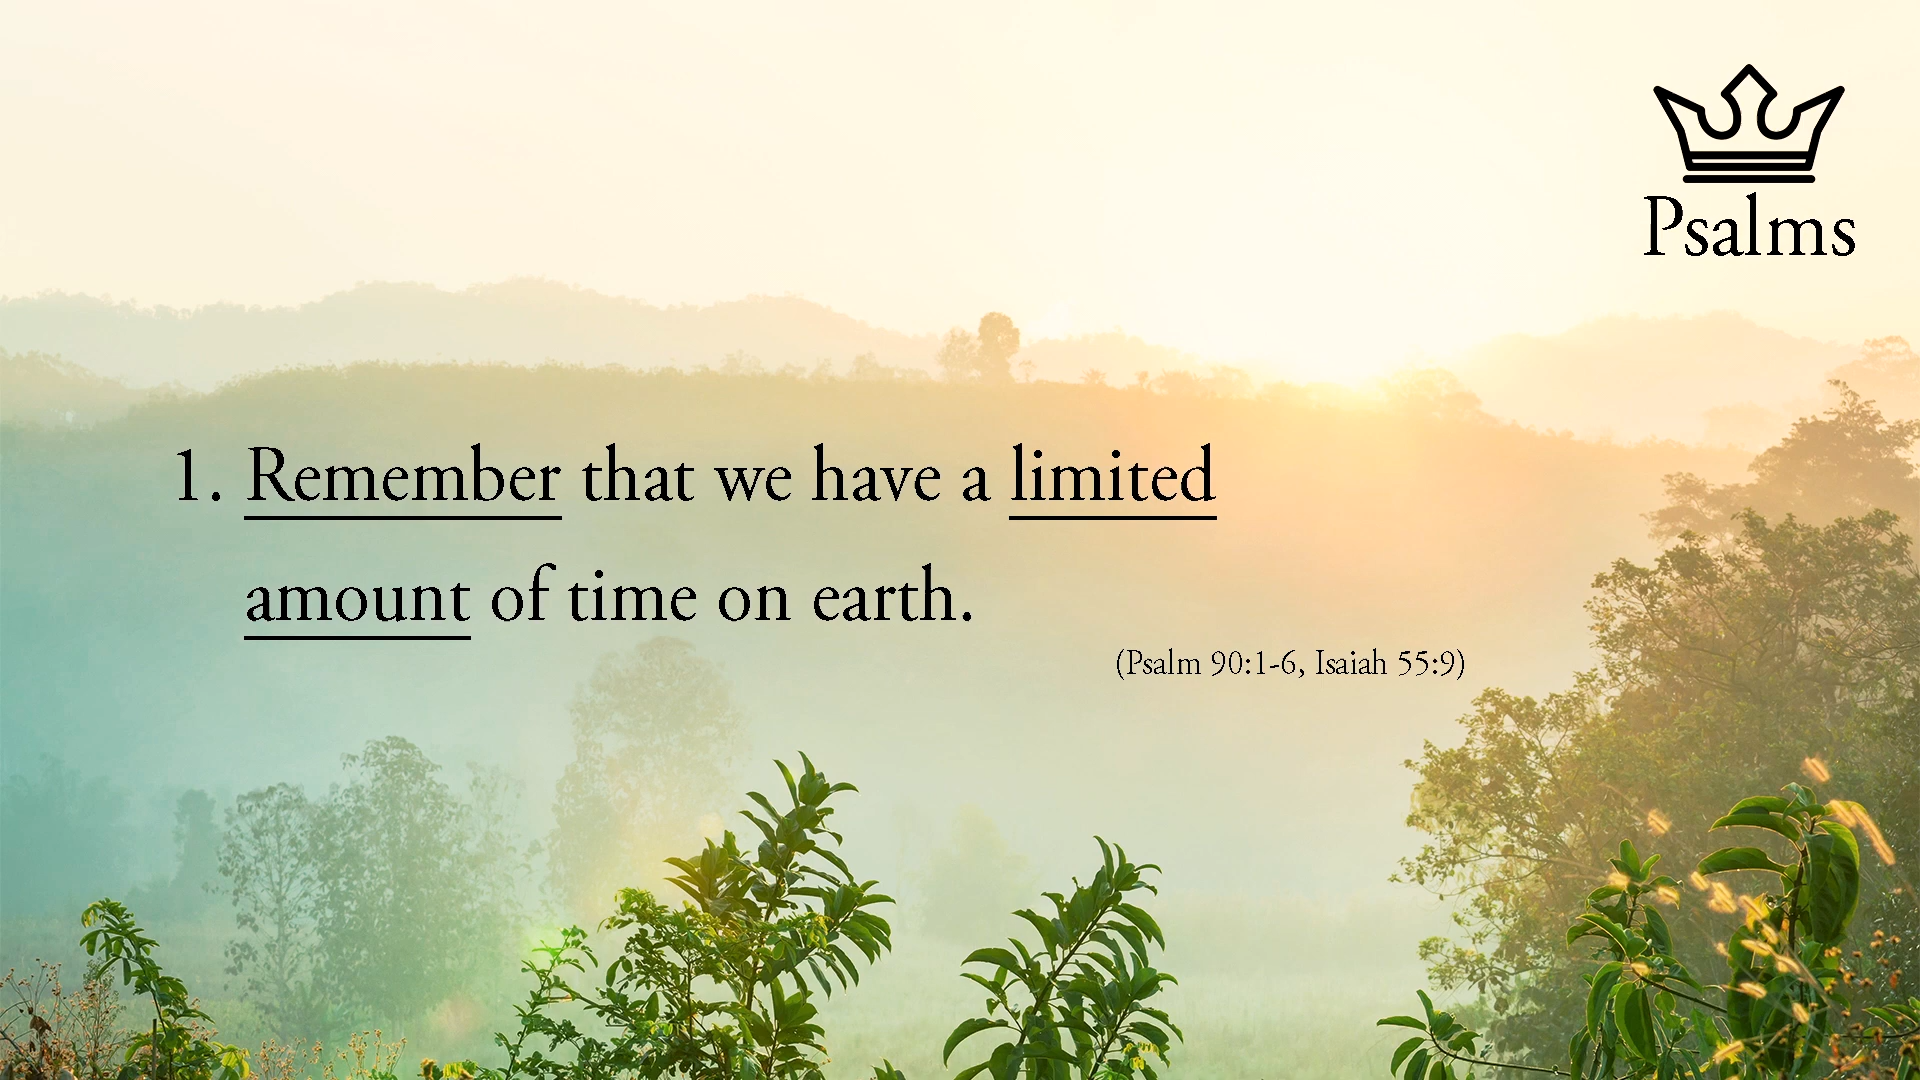 Psalms
1. Remember that we have a limited
amount of time on earth.
(Psalm 90:1-6, Isaiah 55:9)